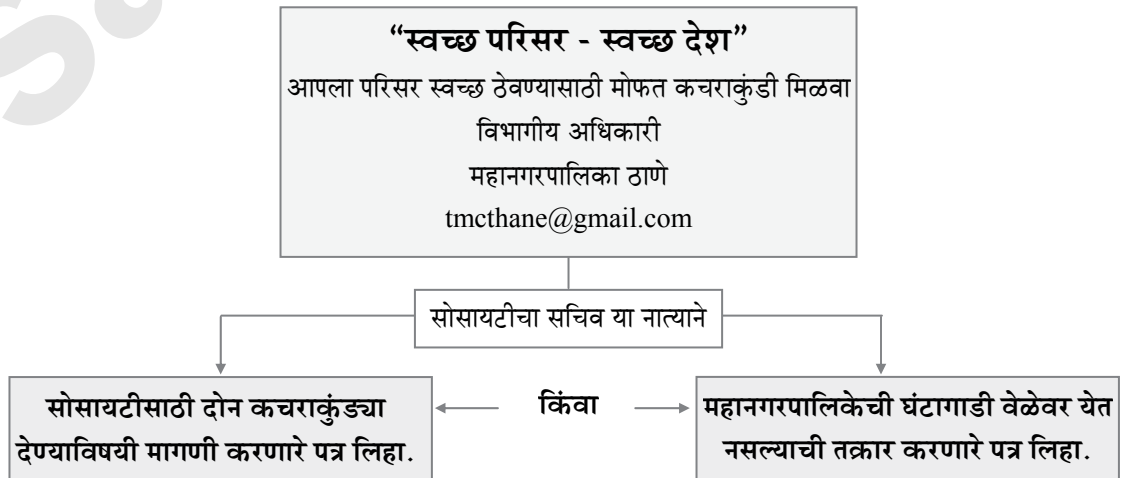 “स्वच्छ परिसर - स्वच्छ देश”
आपला परिसर स्वच्छ ठेवण्यासाठी मोफत कचराकुंडी मिळवा
विभागीय अधिकारी
महानगरपालिका ठाणे
tmcthane@gmail.com
सोसायटीचा सचिव या नात्याने
सोसायटीसाठी दोन कचराकुंड्या
देण्याविषयी मागणी करणारे पत्र लिहा.
किंवा
महानगरपालिकेची घंटागाडी वेळेवर येत
नसल्याची तक्रार करणारे पत्र लिहा.